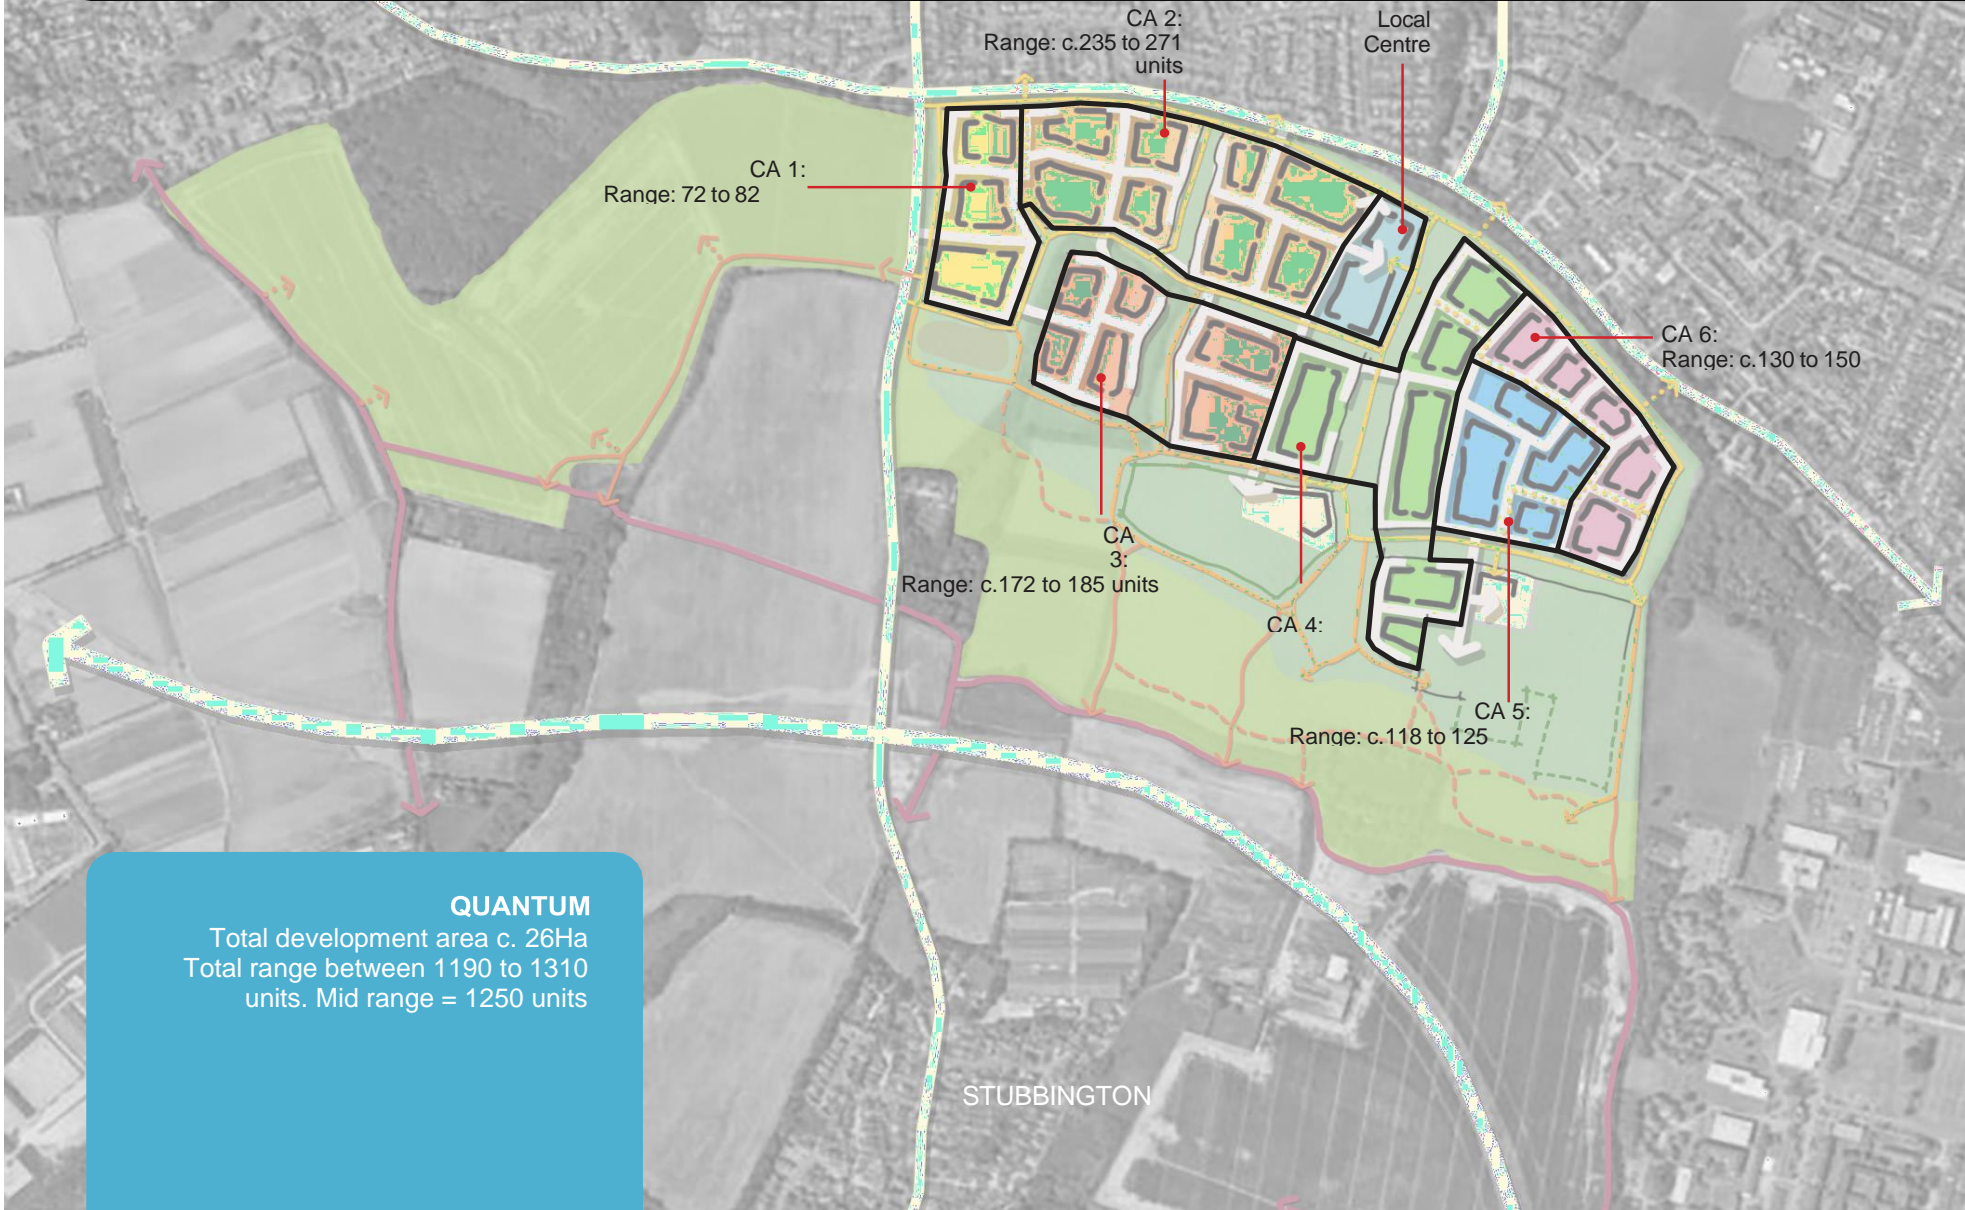 CA 2:
Range: c.235 to 271
units
Local
Centre
CA 1:
Range: 72 to 82
CA 6:
Range: c.130 to 150
CA
3:
Range: c.172 to 185 units
CA 4:
CA 5:
Range: c.118 to 125
QUANTUM
Total development area c. 26Ha
Total range between 1190 to 1310
units. Mid range = 1250 units
STUBBINGTON